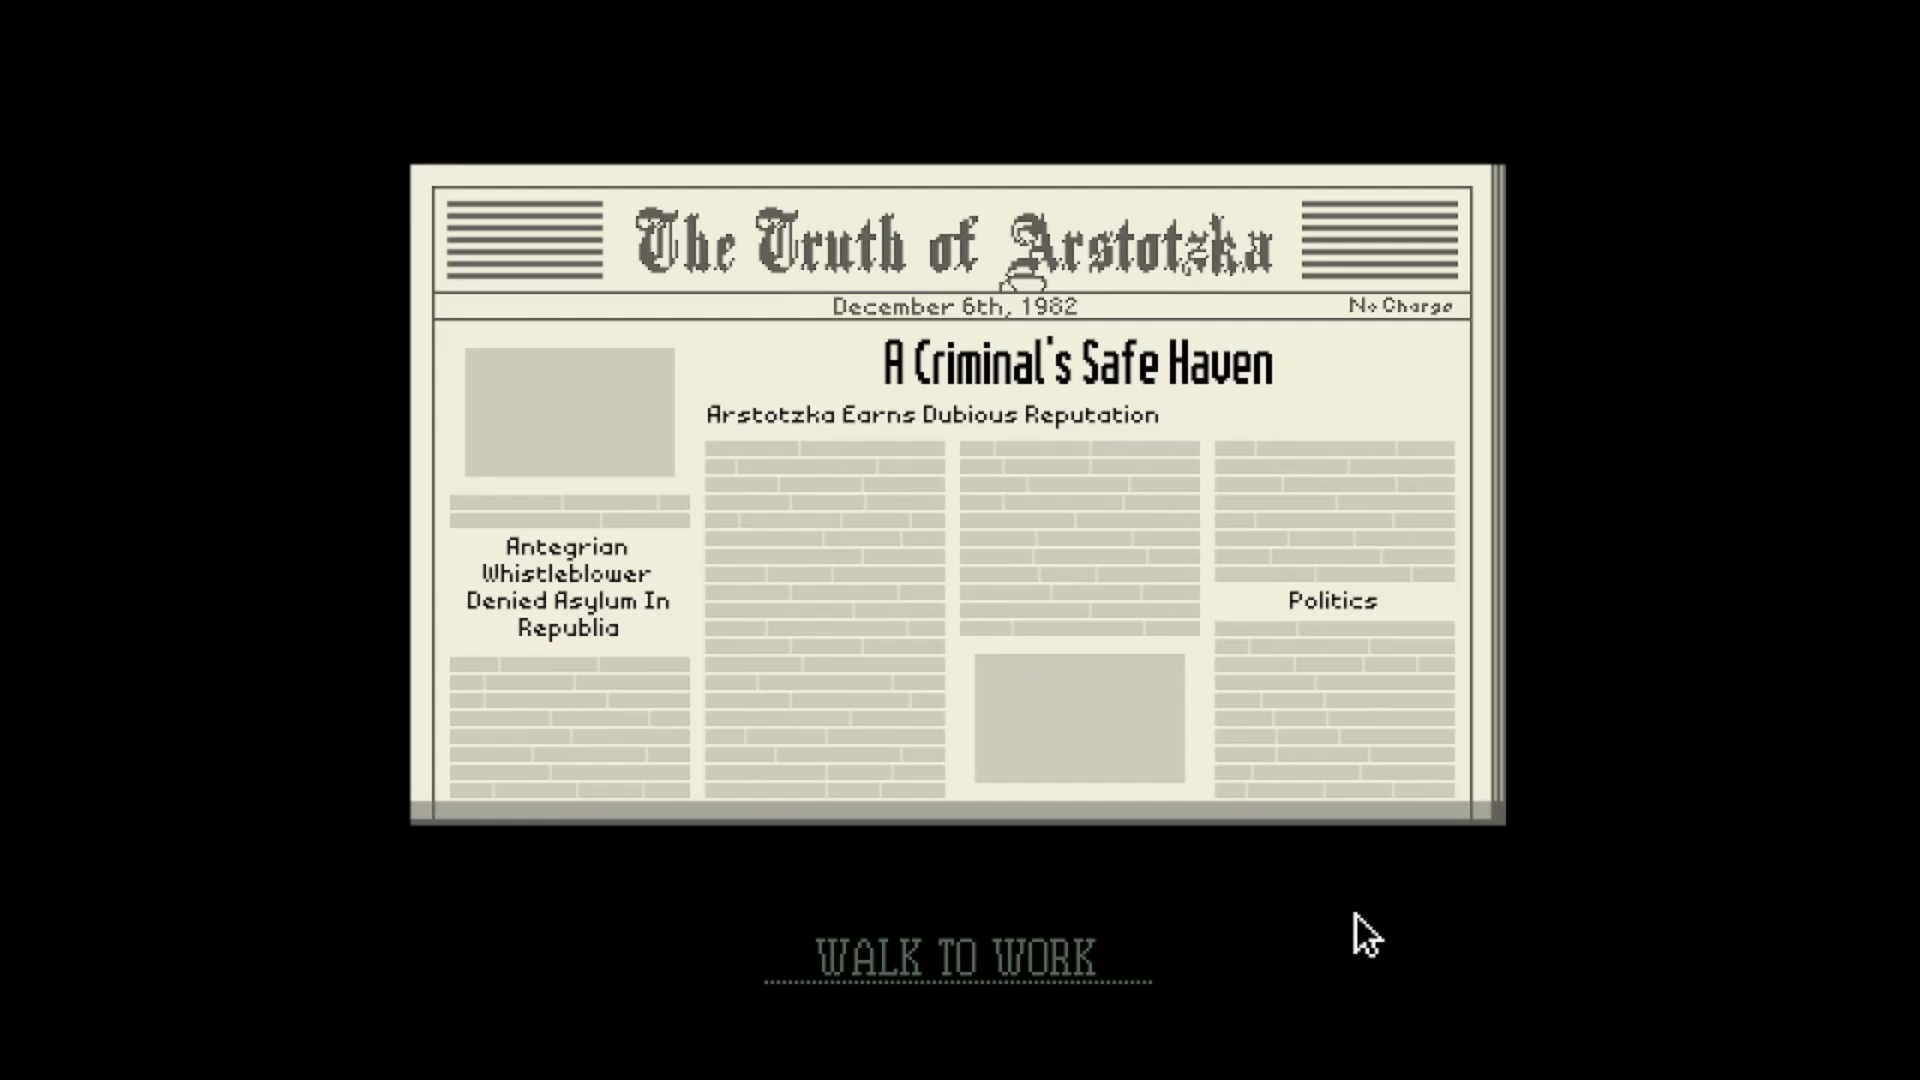 The Truth of Arstotzka
December 6th, 1982
No Charge
A Criminal's Safe Haven
Arstotzka Earns Dubious Reputation
Antegrian
Whistleblower
Denied Asylum In
Republia
Politics
WALK TO WORK